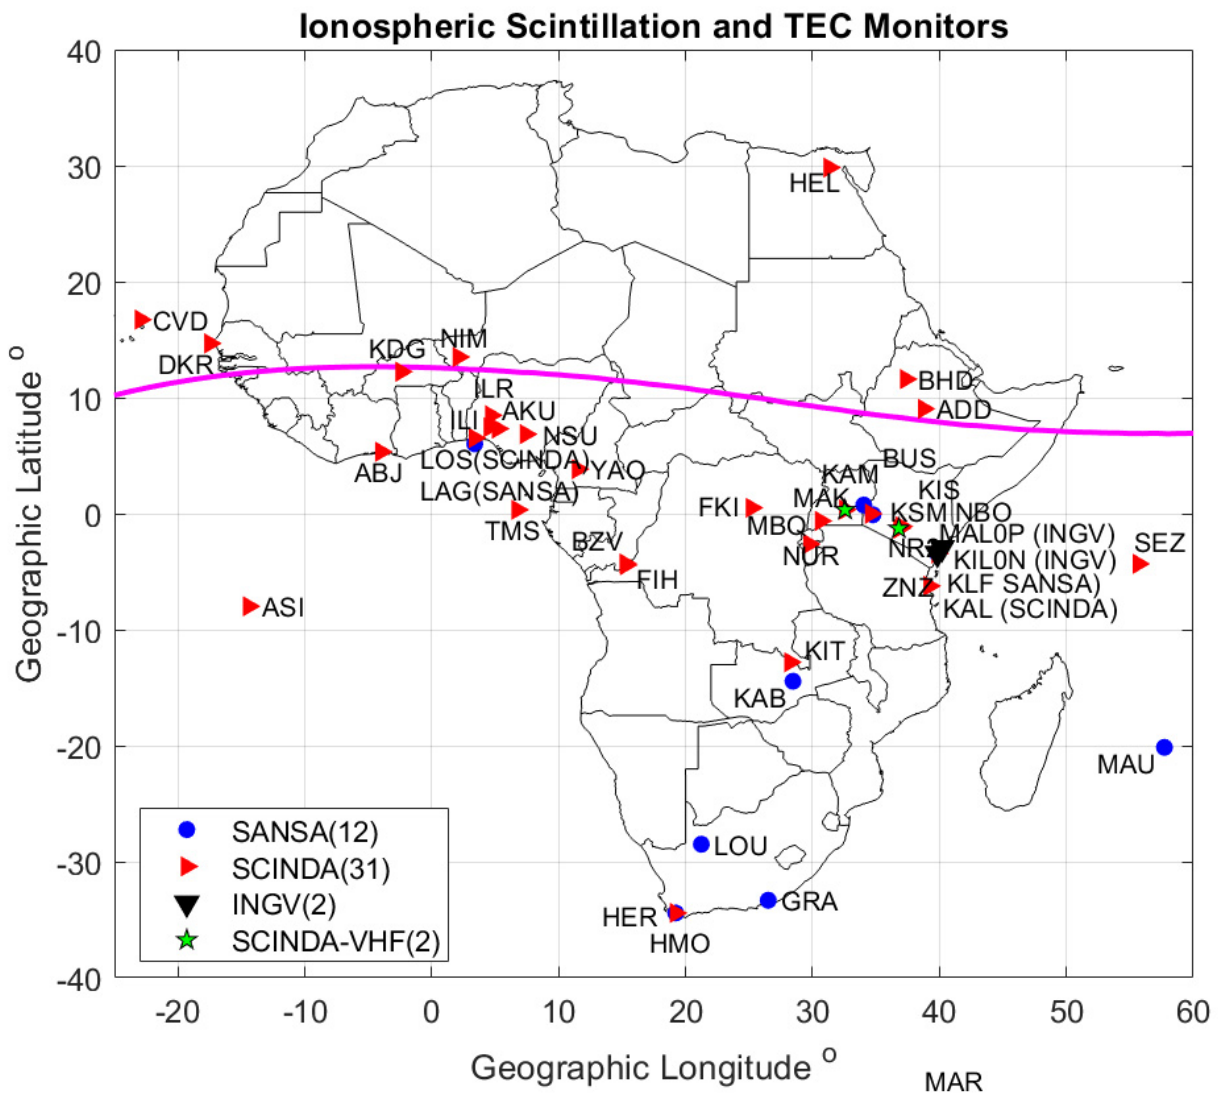 Ionospheric Scintillation and TEC Monitors
40
30
20
10
0
-10
-20
-30
-40
Geographic Latitude °
HEL
CVD
DKR
KDG
NIM
BHD
ADD
ILR
AKU
ILI
NSU
ABJ
LOS(SCINDA)
YAO
LAG(SANSA)
TMS
BUS
KAM
KIS
MAK
FKI
KSM
NBO
MBQ
MAL0P (INGV)
BZV
NUR
NR3
SEZ
KIL0N (INGV)
FIH
ZNZ
KLF SANSA)
ASI
KAL (SCINDA)
KIT
KAB
MAU
LOU
GRA
HER
HMO
SANSA(12)
SCINDA(31)
INGV(2)
SCINDA-VHF(2)
-20 -10 0 10 20 30 40 50 60
Geographic Longitude °
MAR